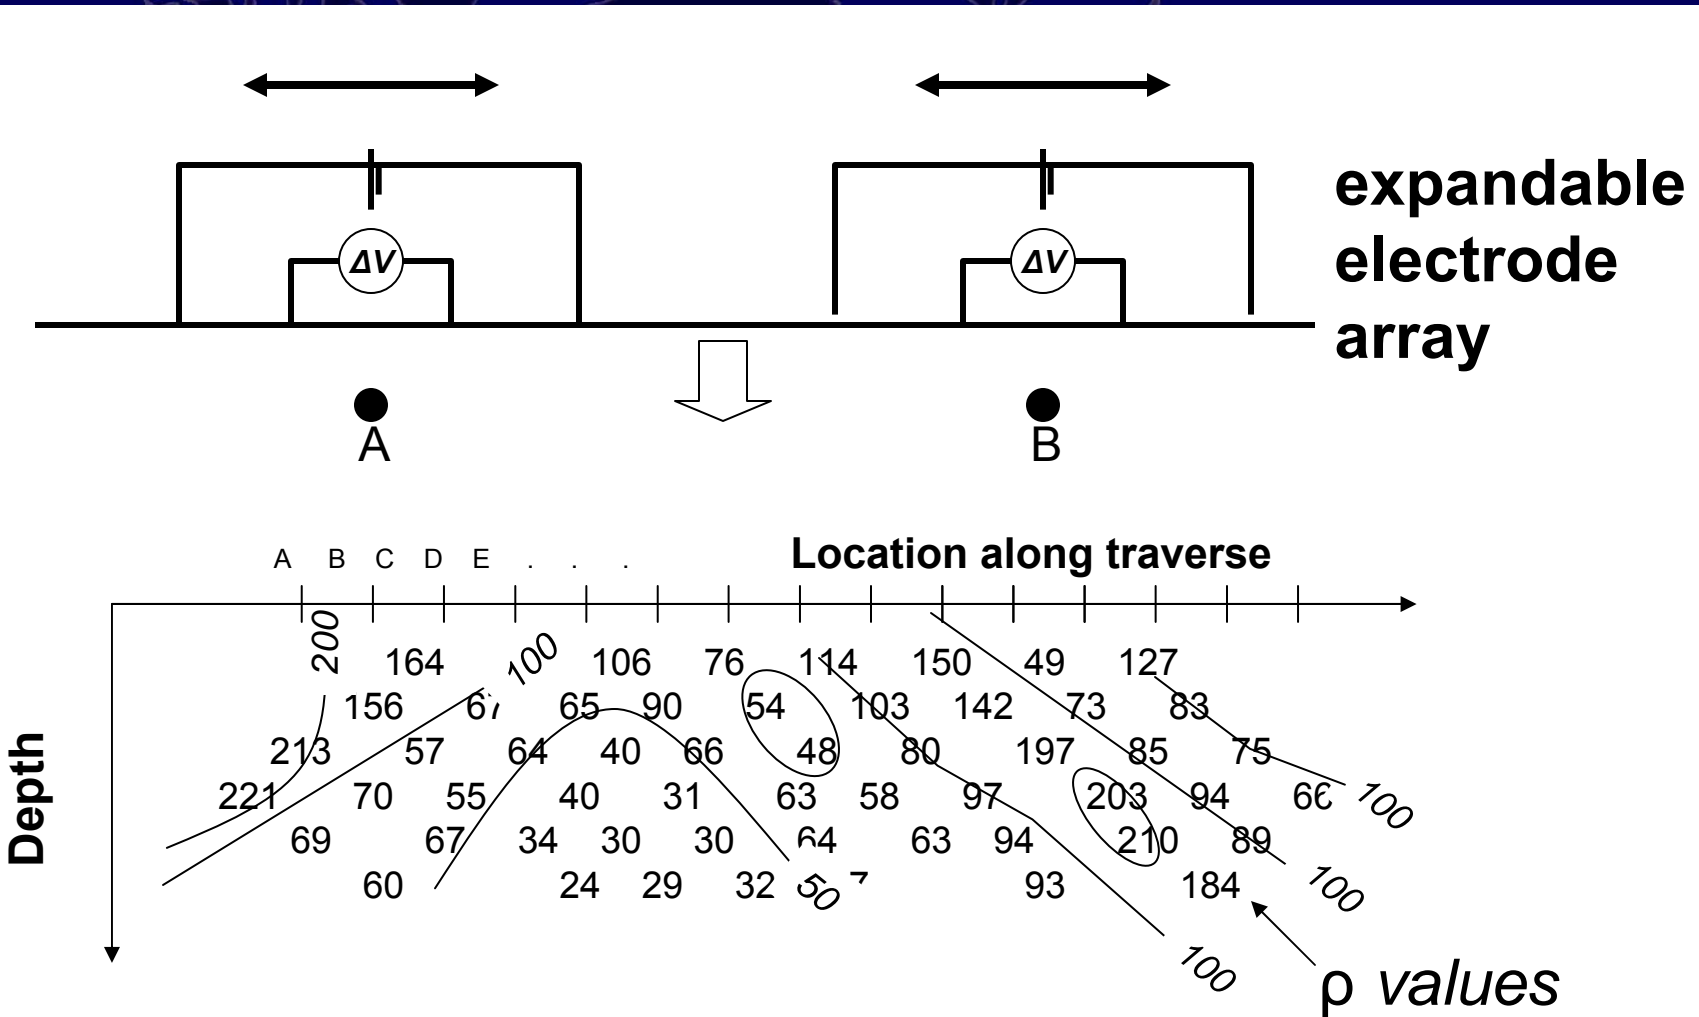 expandable
electrode
array
ΔV ΔV
A B
A B C D E . . . Location along traverse
Depth
200 164 100 106 76 114 150 49 127
156 65 90 54 103 142 73 83
213 57 64 40 66 48 80 197 85 75
221 70 55 40 31 63 58 97 203 94 100
69 67 34 30 30 64 63 94 210 89
60 24 29 32 50 7 93 184 100
100
ρ values